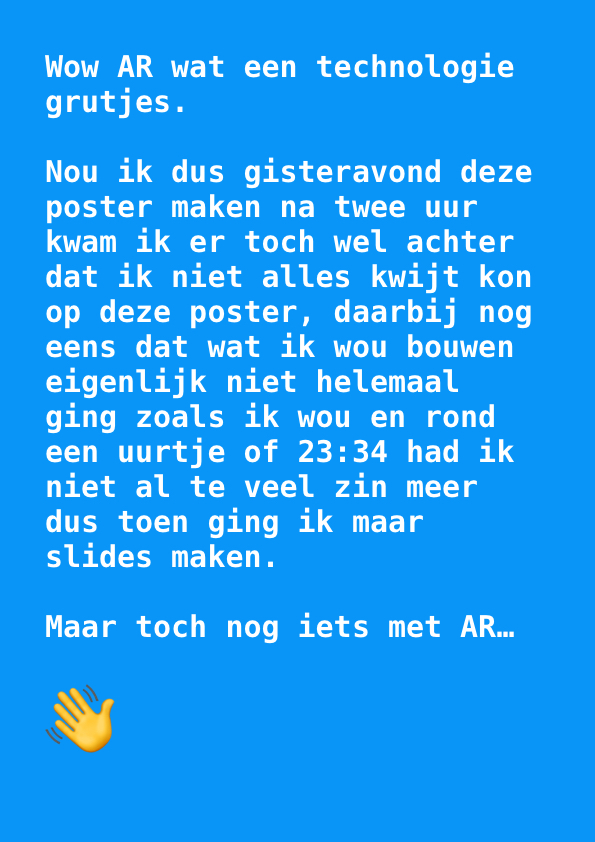 Wow AR wat een technologie
grutjes.
Nou ik dus gisteravond deze
poster maken na twee uur
kwam ik er toch wel achter
dat ik niet alles kwijt kon
op deze poster, daarbij nog
eens dat wat ik wou bouwen
eigenlijk niet helemaal
ging zoals ik wou en rond
een uurtje of 23:34 had ik
niet al te veel zin meer
dus toen ging ik maar
slides maken.
Maar toch nog iets met AR…